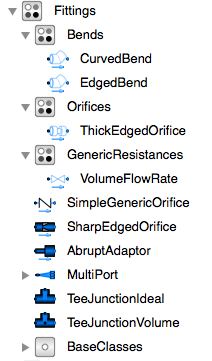 Fittings
Bends
CurvedBend
EdgedBend
Orifices
ThickEdgedOrifice
GenericResistances
VolumeFlowRate
SimpleGenericOrifice
SharpEdgedOrifice
AbruptAdaptor
MultiPort
TeeJunctionIdeal
TeeJunctionVolume
BaseClasses